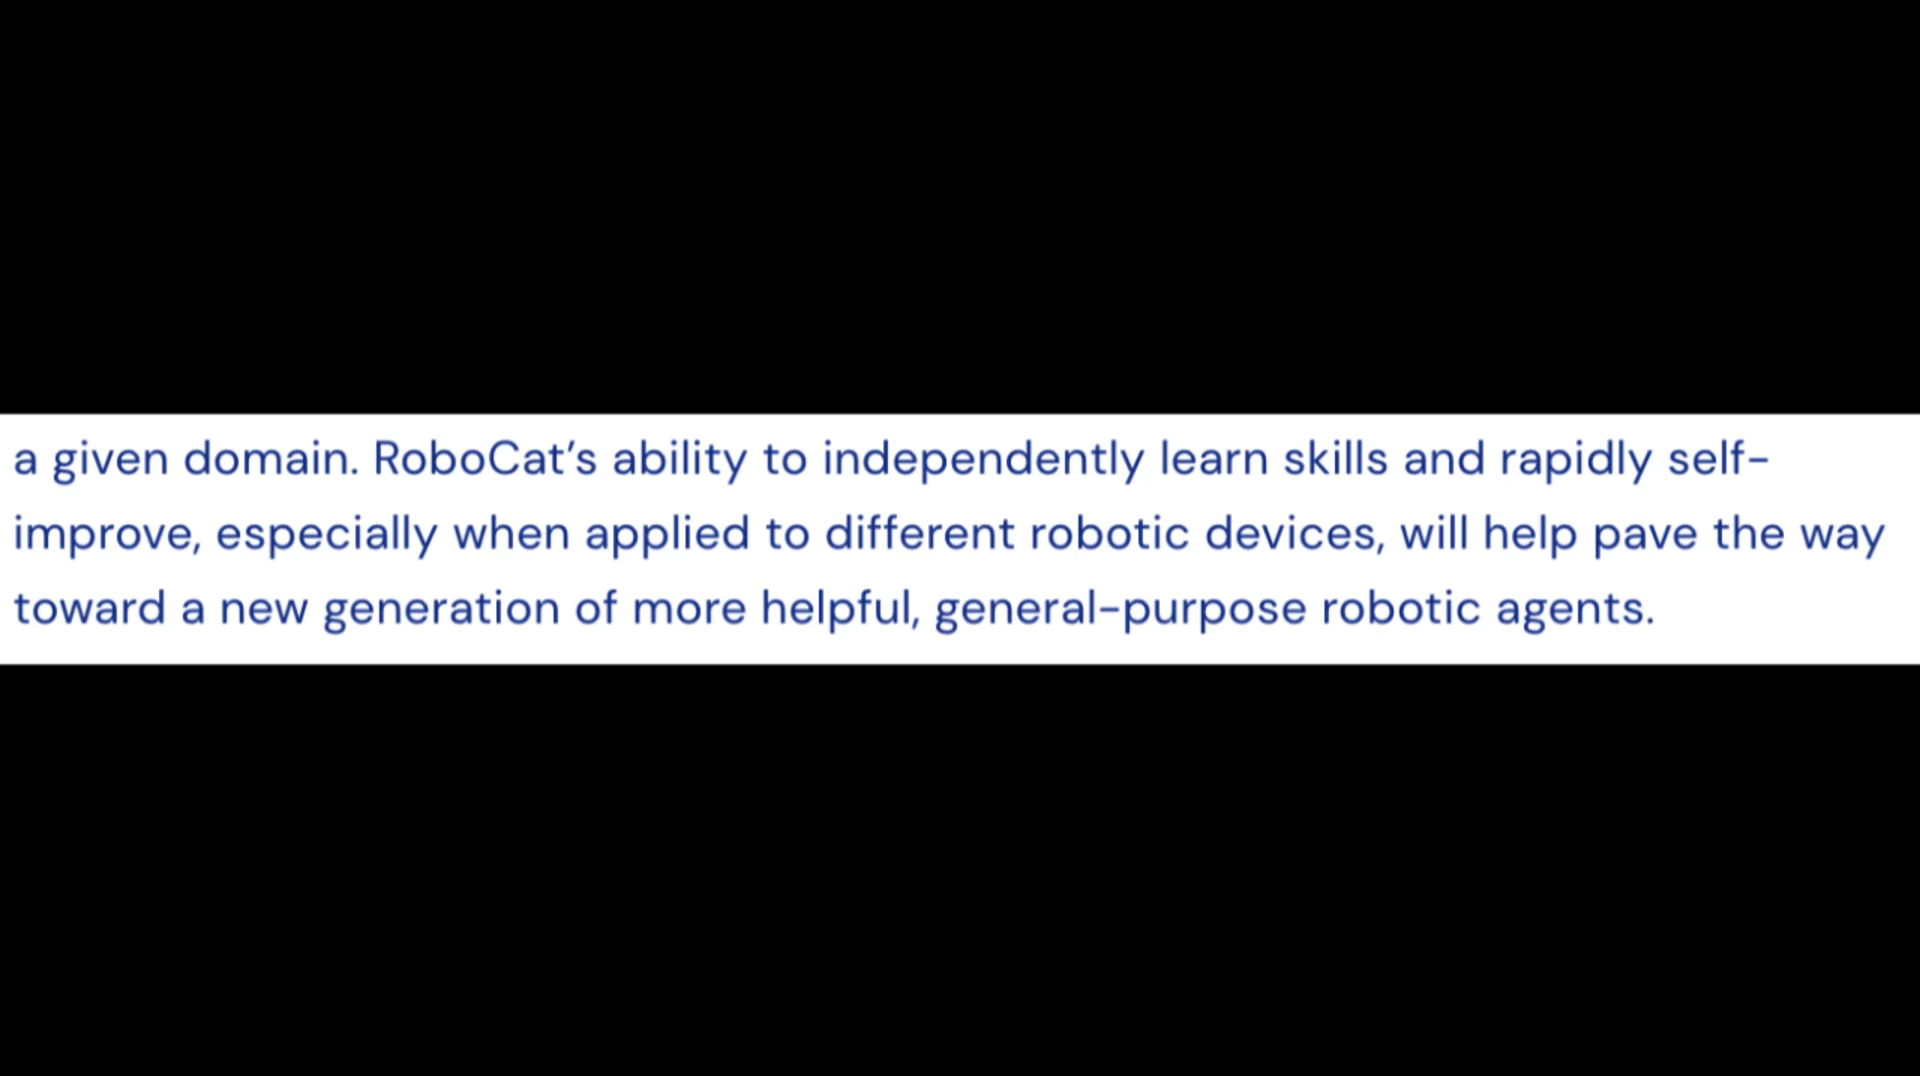 a given domain. RoboCat’s ability to independently learn skills and rapidly self-
improve, especially when applied to different robotic devices, will help pave the way
toward a new generation of more helpful, general-purpose robotic agents.